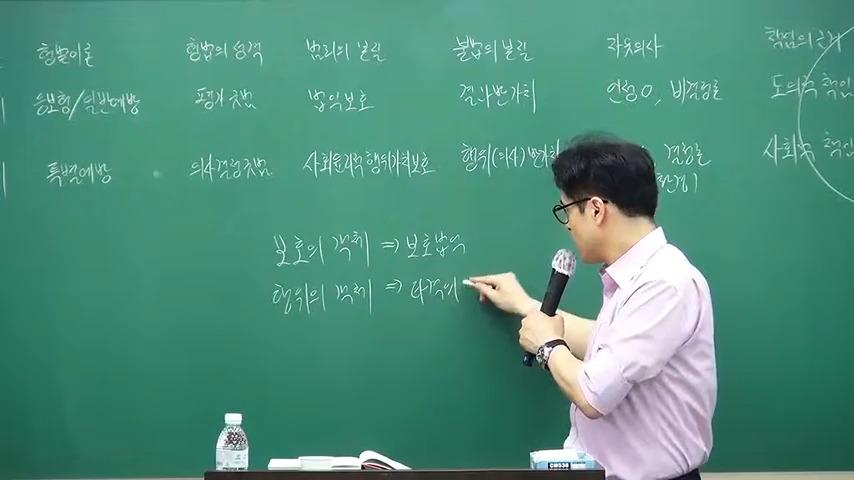 형벌이론 형법의 성격 범죄의 본질 불법의 본질 자유의사 책임의 근거
응보형/일반예방 평가규범 법익보호 결과반가치 인정O, 비결정론 도의적 책임
특별예방 의사결정규범 사회윤리적 행위가치보호 행위(의사)반가치 결정론 사회적 책임
환경)
보호의 객체 ⇒ 보호법익
행위의 객체 ⇒